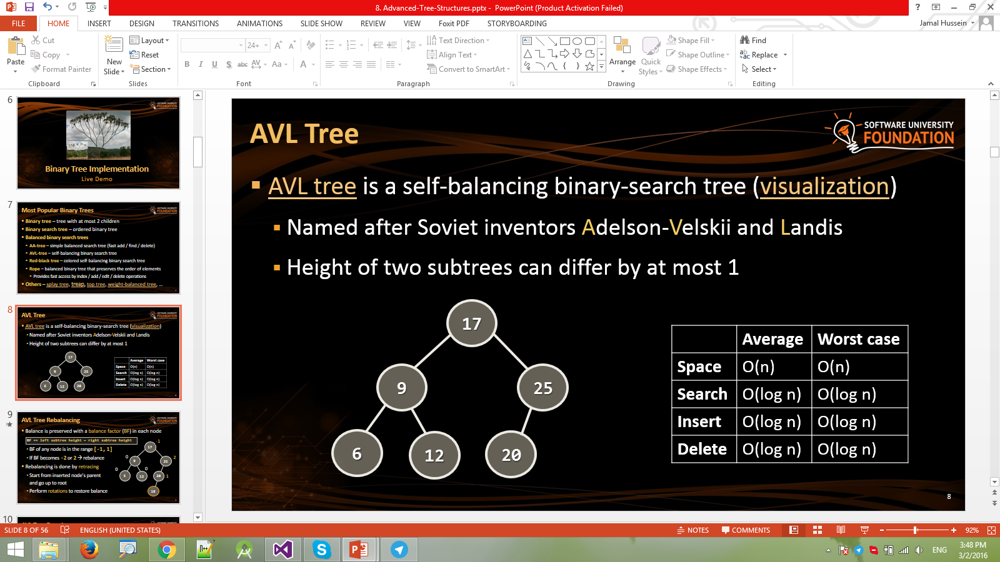 8. Advanced-Tree-Structures.pptx - PowerPoint (Product Activation Failed)
FILE HOME INSERT DESIGN TRANSITIONS ANIMATIONS SLIDE SHOW REVIEW VIEW Foxit PDF STORYBOARDING Jamal Hussein
Paste Cut Copy Format Painter
Clipboard
New Slide Layout Reset Section
Slides
24+
B I U S abc AV Aa A
Font
Text Direction Align Text Convert to SmartArt
Paragraph
Arrange Quick Styles Shape Fill Shape Outline Shape Effects
Drawing
Find Replace Select
Editing
6
Binary Tree Implementation
Live Demo
7
Most Popular Binary Trees
Binary tree – tree with at most 2 children
Binary search tree – ordered binary tree
Balanced binary search trees
AA-tree – simple balanced search tree (fast add / find / delete)
AVL-tree – self-balancing binary search tree
Red-black tree – colored self-balancing binary search tree
Rope – balanced binary tree that preserves the order of elements
Provides fast access by index / add / edit / delete operations
Others – splay tree, treap, top tree, weight-balanced tree, ...
8
AVL Tree
AVL tree is a self-balancing binary-search tree (visualization)
Named after Soviet inventors Adelson-Velskii and Landis
Height of two subtrees can differ by at most 1
17
9 25
6 12 20
Average Worst case
Space O(n) O(n)
Search O(log n) O(log n)
Insert O(log n) O(log n)
Delete O(log n) O(log n)
9
AVL Tree Rebalancing
Balance is preserved with a balance factor (BF) in each node
BF == left subtree height – right subtree height
BF of any node is in the range [-1, 1]
If BF becomes -2 or 2 → rebalance
Rebalancing is done by retracing
Start from inserted node's parent
and go up to root
Perform rotations to restore balance
17 -1
0 9 25 2
0 5 0 12 20 1
19
10
AVL Tree
SOFTWARE UNIVERSITY
FOUNDATION
AVL tree is a self-balancing binary-search tree (visualization)
Named after Soviet inventors Adelson-Velskii and Landis
Height of two subtrees can differ by at most 1
17
9 25
6 12 20
Average Worst case
Space O(n) O(n)
Search O(log n) O(log n)
Insert O(log n) O(log n)
Delete O(log n) O(log n)
8
SLIDE 8 OF 56 ENGLISH (UNITED STATES) NOTES COMMENTS 92%
ENG 3:48 PM
3/2/2016